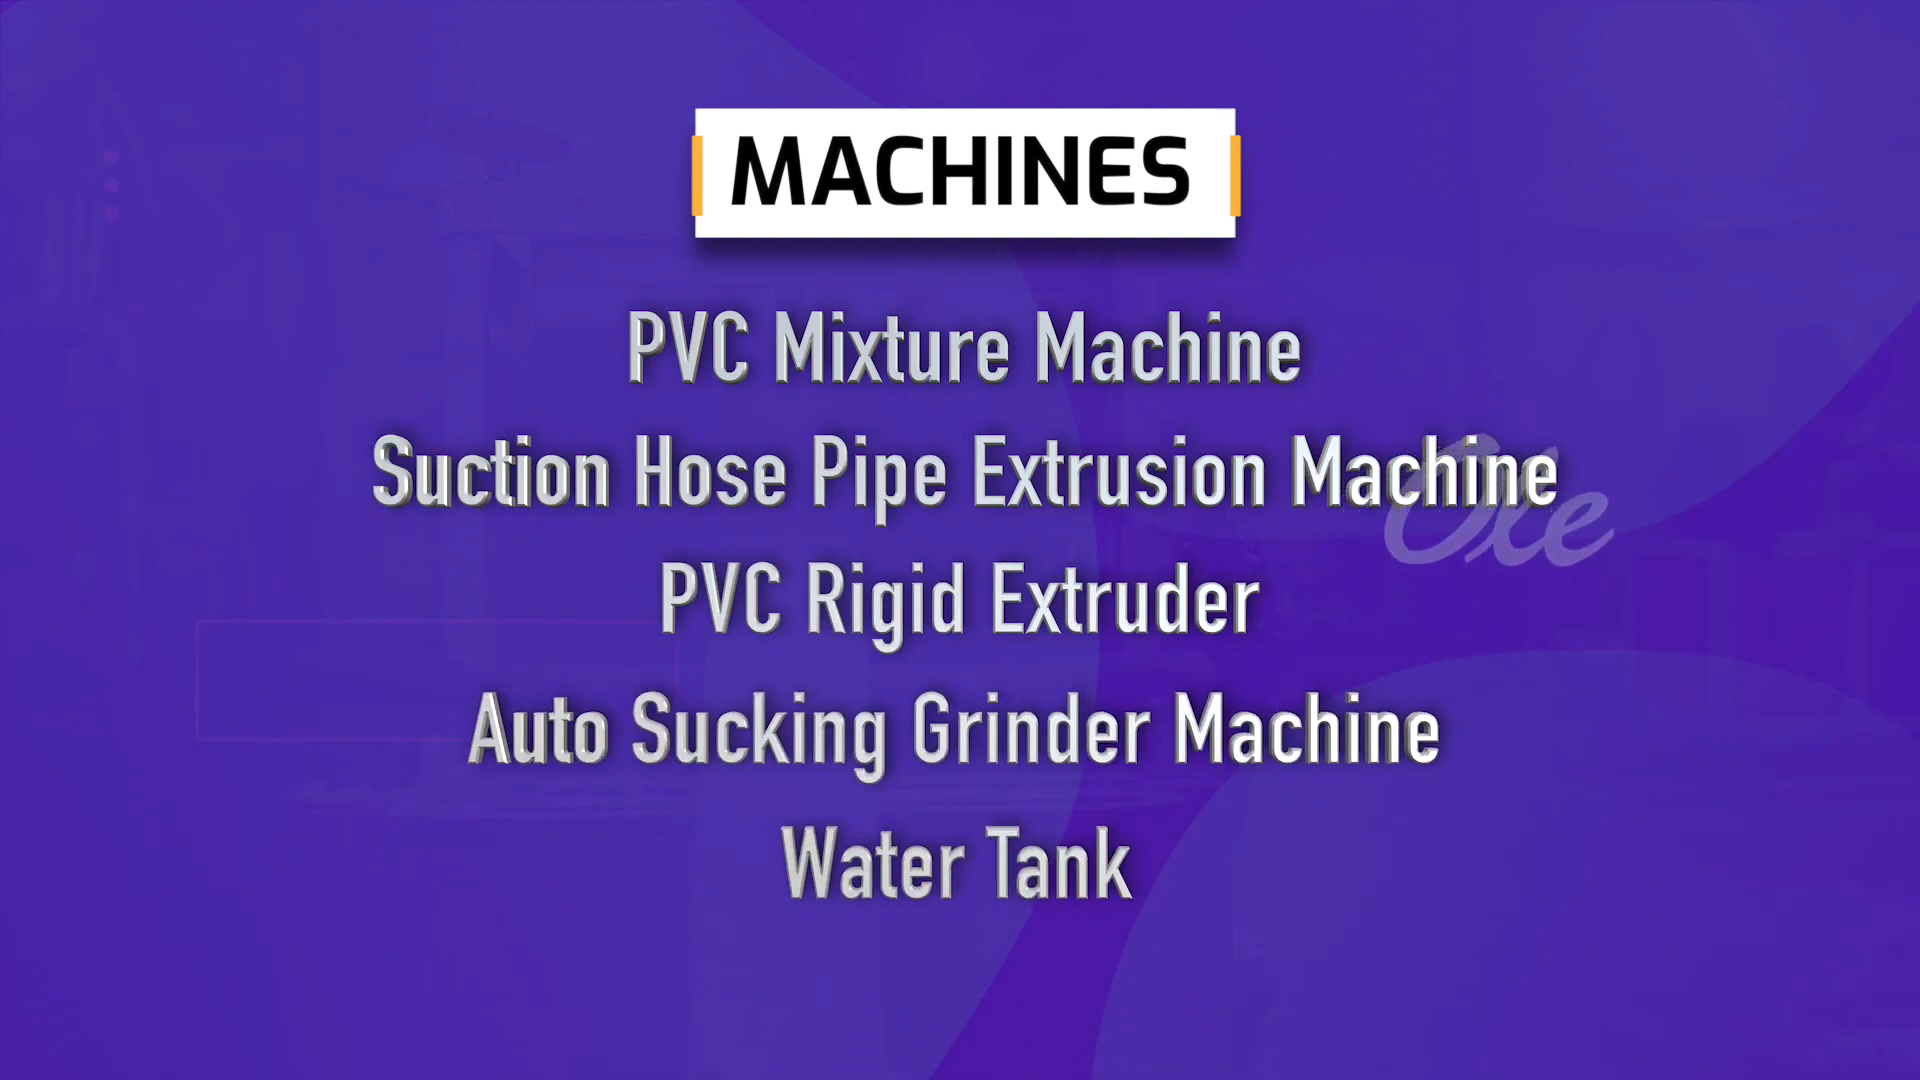 MACHINES
PVC Mixture Machine
Suction Hose Pipe Extrusion Machine
PVC Rigid Extruder
Auto Sucking Grinder Machine
Water Tank